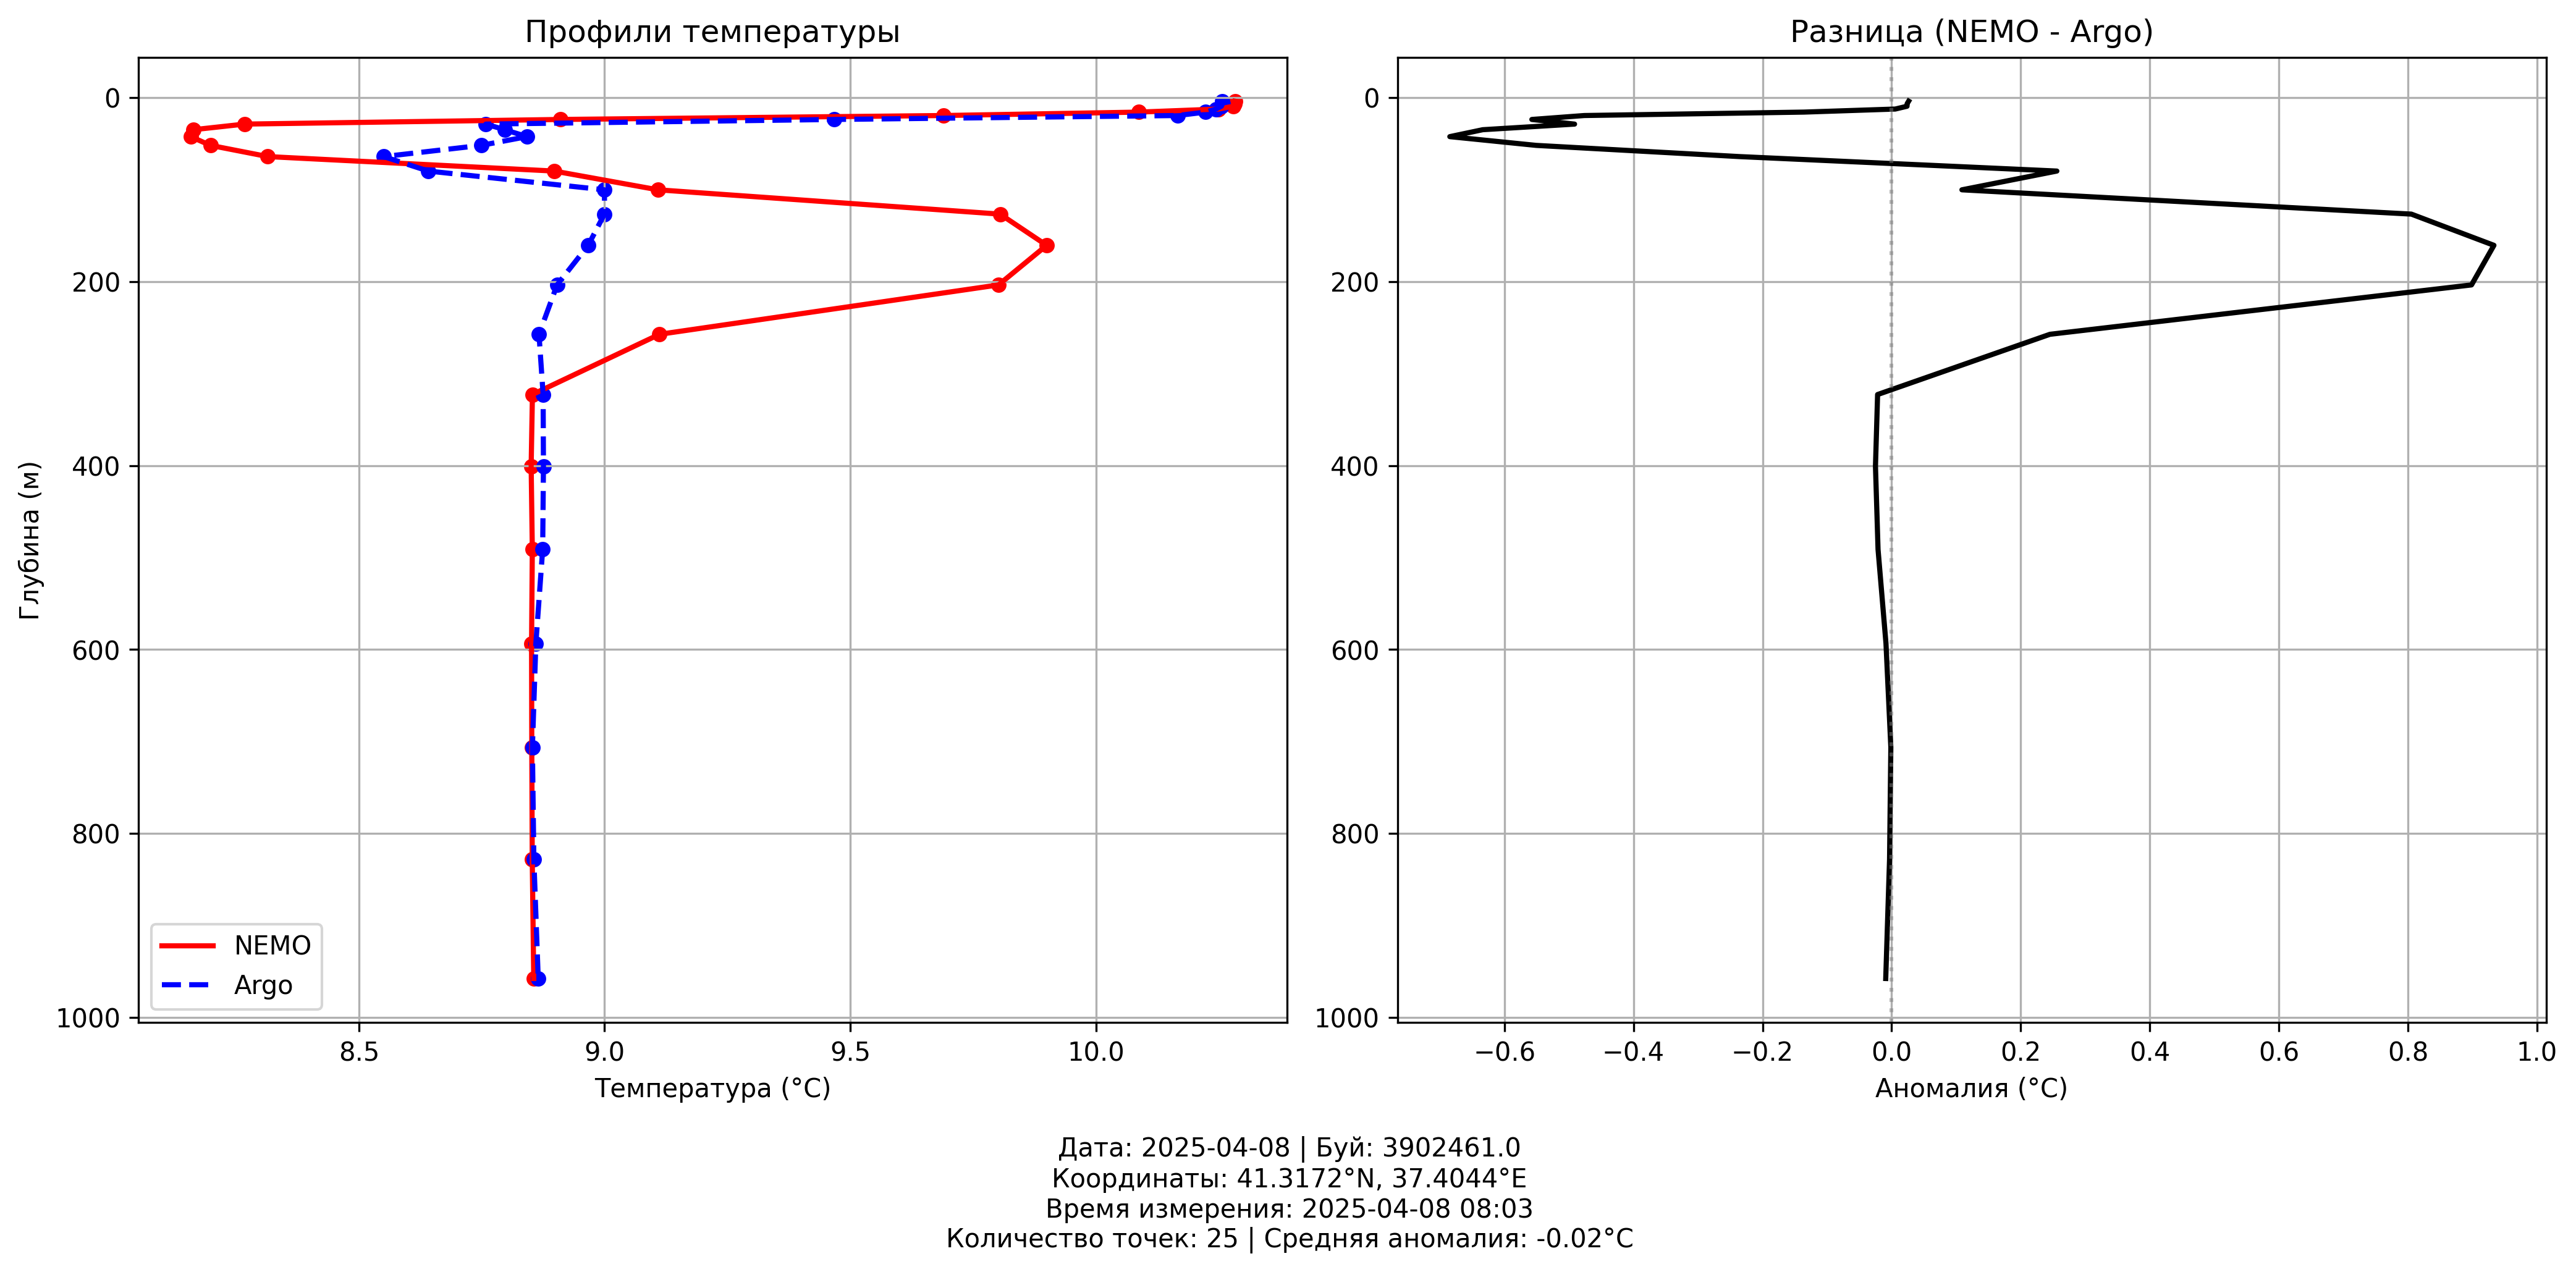 Профили температуры
0
200
400
600
800
1000
Глубина (м)
8.5 9.0 9.5 10.0
Температура (°C)
NEMO
Argo
Разница (NEMO - Argo)
0
200
400
600
800
1000
−0.6 −0.4 −0.2 0.0 0.2 0.4 0.6 0.8 1.0
Аномалия (°C)
Дата: 2025-04-08 | Буй: 3902461.0
Координаты: 41.3172°N, 37.4044°E
Время измерения: 2025-04-08 08:03
Количество точек: 25 | Средняя аномалия: -0.02°C